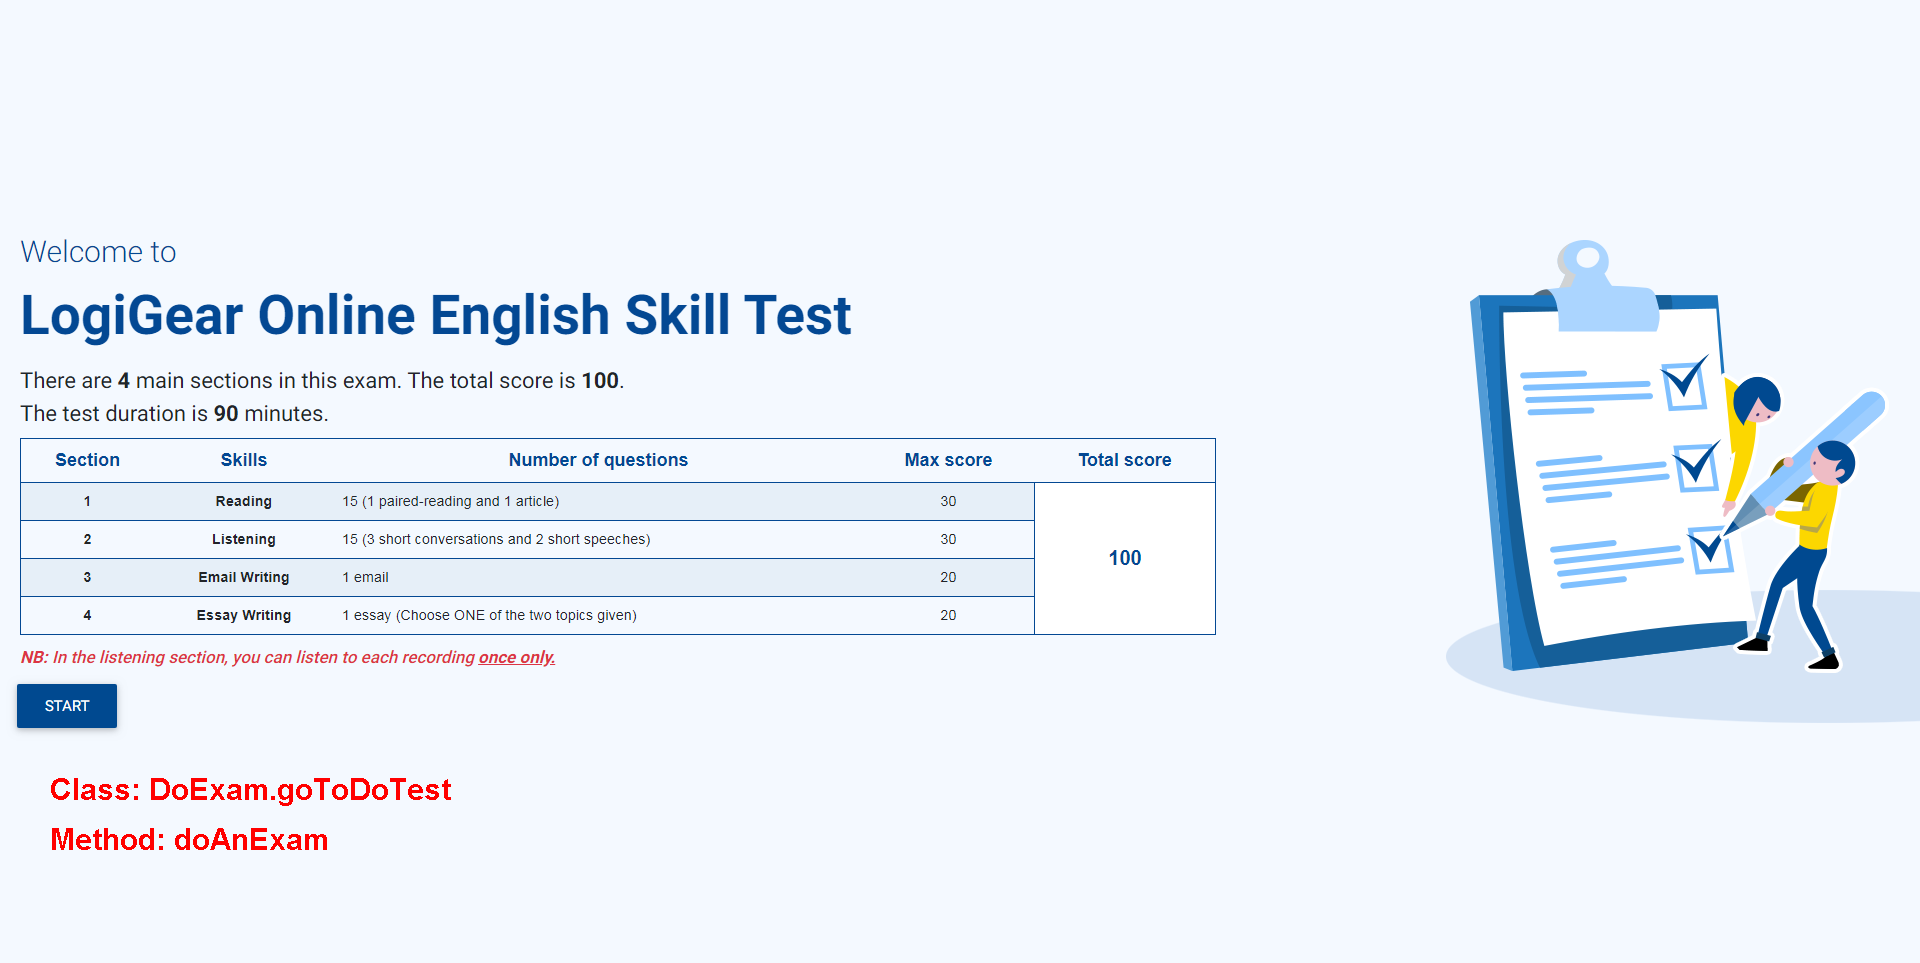 Welcome to
LogiGear Online English Skill Test
There are 4 main sections in this exam. The total score is 100.
The test duration is 90 minutes.
Section Skills Number of questions Max score Total score
1 Reading 15 (1 paired-reading and 1 article) 30
2 Listening 15 (3 short conversations and 2 short speeches) 30
100
3 Email Writing 1 email 20
4 Essay Writing 1 essay (Choose ONE of the two topics given) 20
NB: In the listening section, you can listen to each recording once only.
START
Class: DoExam.goToDoTest
Method: doAnExam